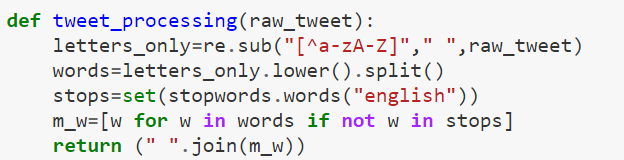 def tweet_processing(raw_tweet):
    letters_only=re.sub("[^a-zA-Z]"," ",raw_tweet)
    words=letters_only.lower().split()
    stops=set(stopwords.words("english"))
    m_w=[w for w in words if not w in stops]
    return (" ".join(m_w))